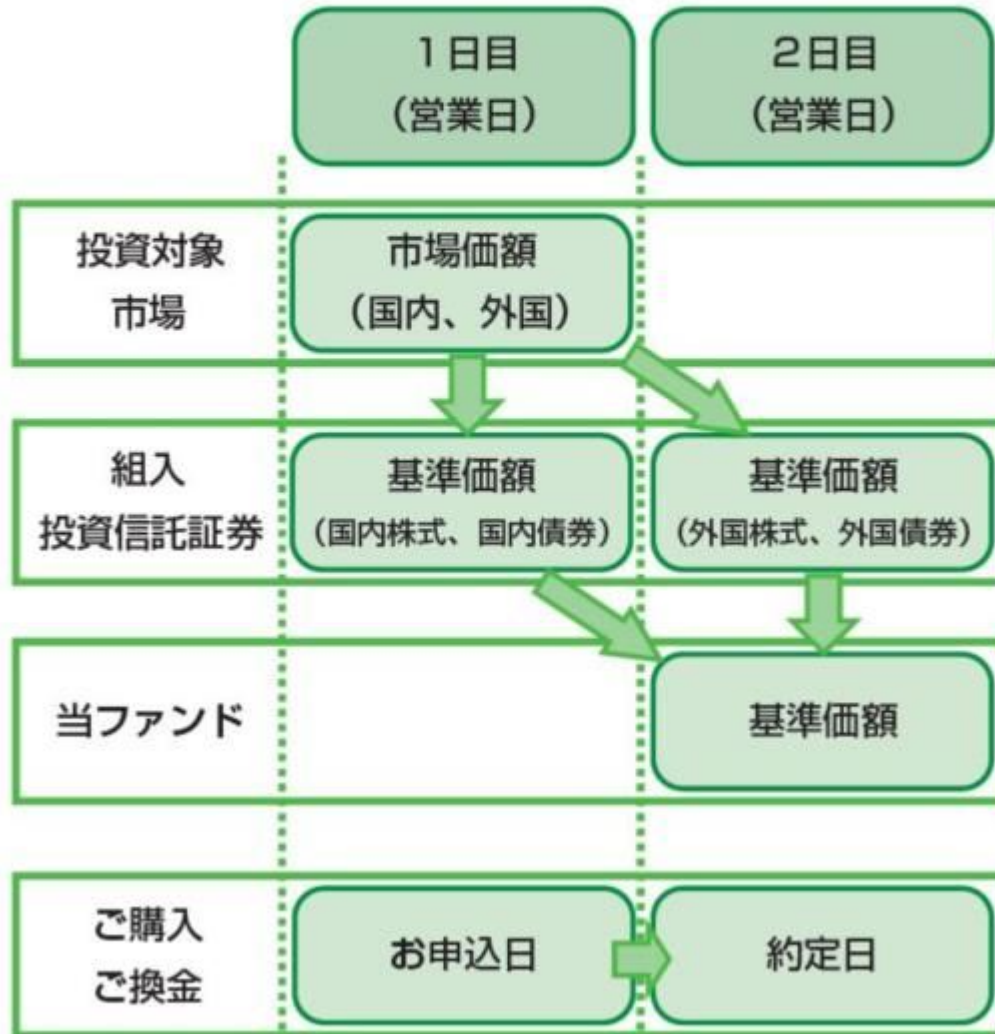 1日目
(営業日)
2日目
(営業日)
投資対象
市場
市場価額
(国内、外国)
組入
投資信託証券
基準価額
(国内株式、国内債券)
基準価額
(外国株式、外国債券)
当ファンド
基準価額
ご購入
ご換金
お申込日
約定日